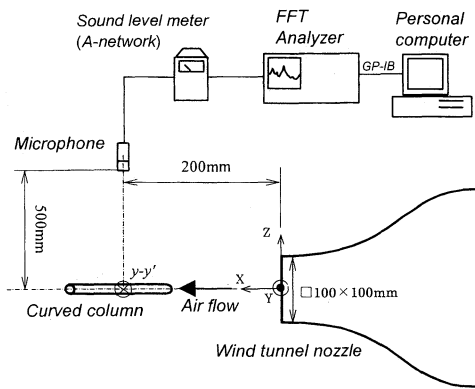 Sound level meter
(A-network)
FFT
Analyzer
Personal
computer
GP-IB
Microphone
200mm
500mm
Z
y-y'
X
Y
□100×100mm
Curved column
Air flow
Wind tunnel nozzle